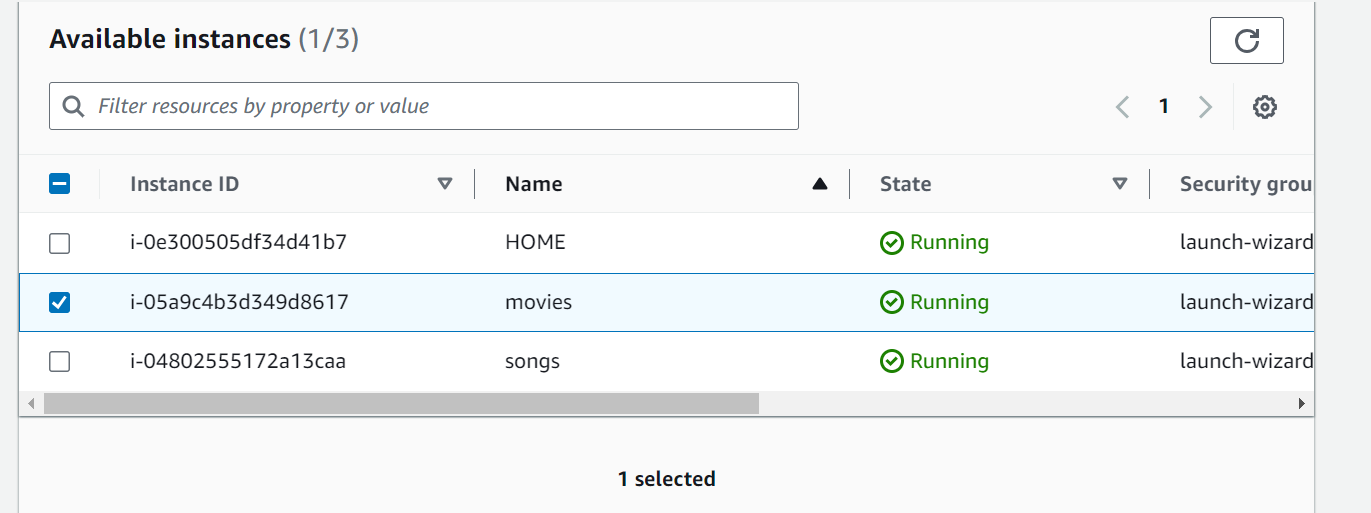 Available instances (1/3)
Filter resources by property or value
1
Instance ID Name State Security grou
i-0e300505df34d41b7 HOME Running launch-wizard
i-05a9c4b3d349d8617 movies Running launch-wizard
i-04802555172a13caa songs Running launch-wizard
1 selected